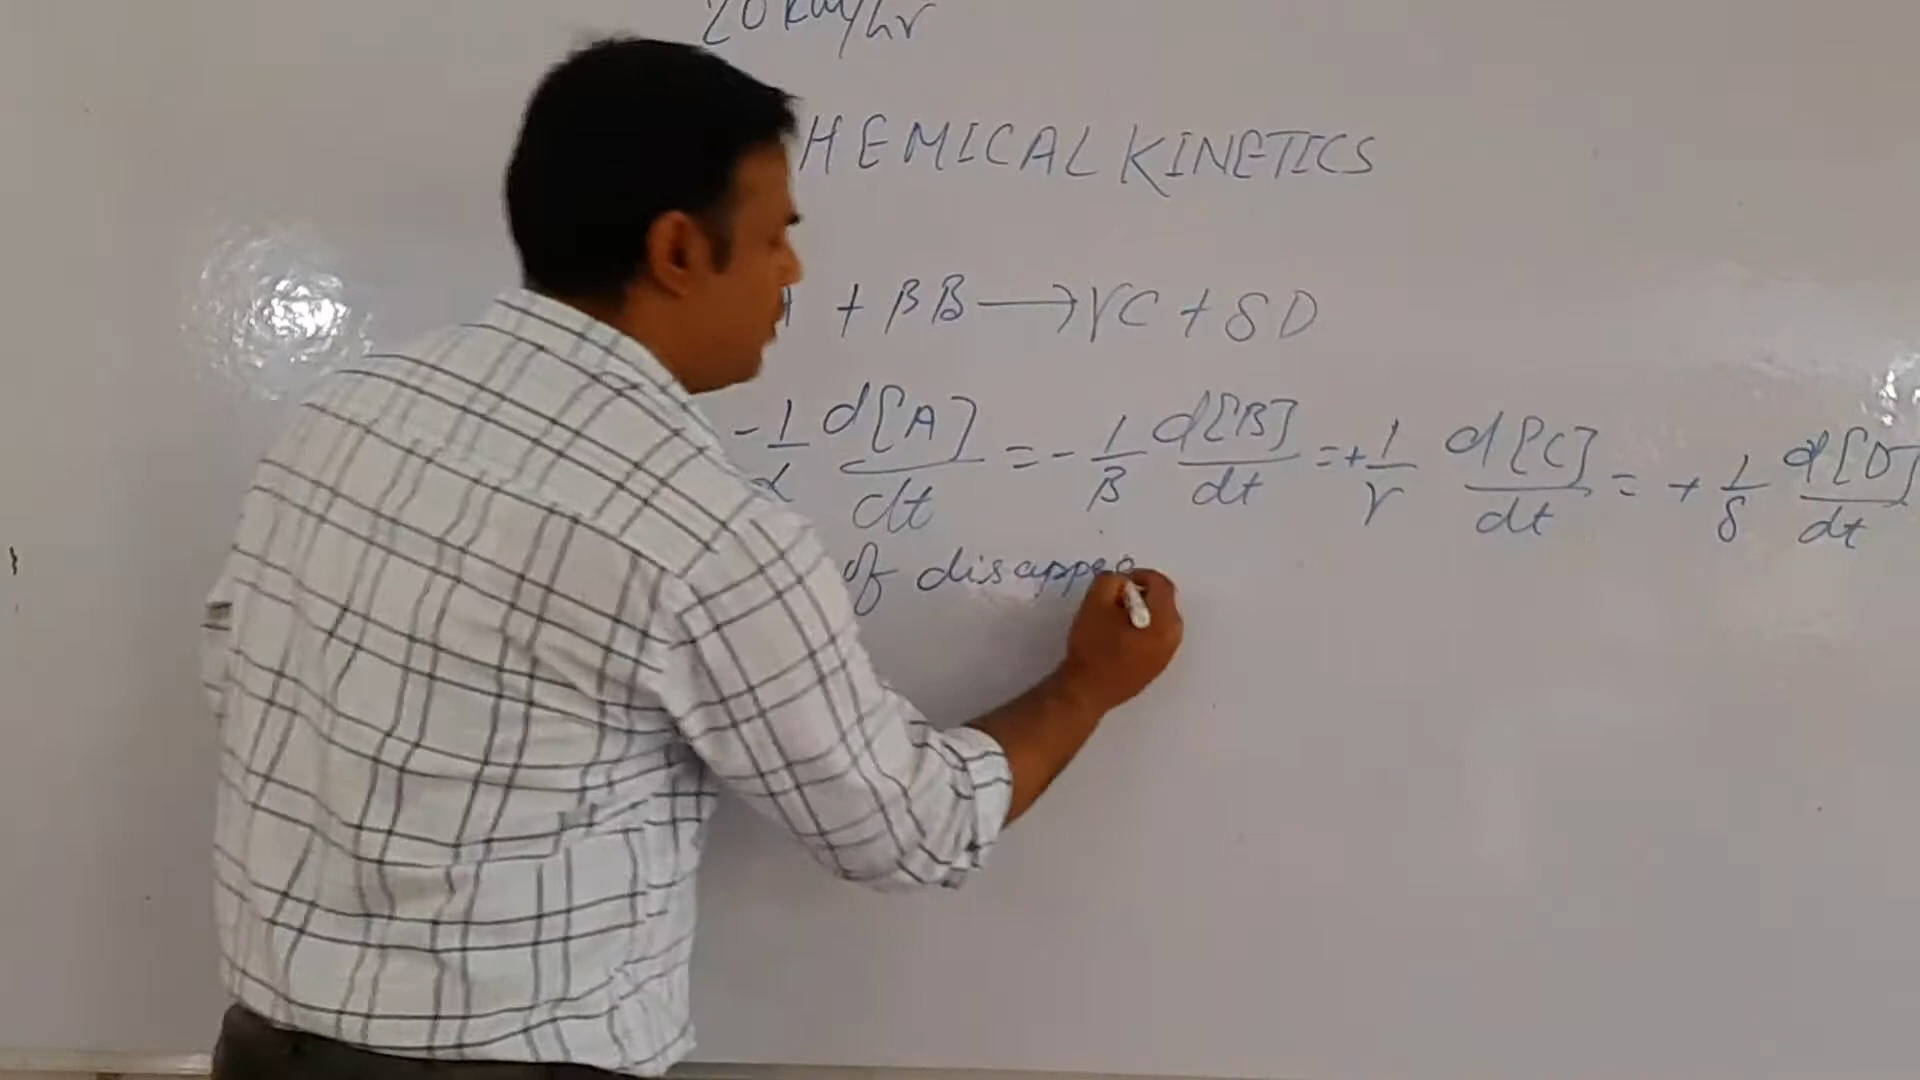 20 km/hr
HEMICAL KINETICS
A + βB ⟶ γC + δD
-1/α d[A]/dt = - 1/β d[B]/dt = + 1/γ d[C]/dt = + 1/δ d[D]/dt
of disappea